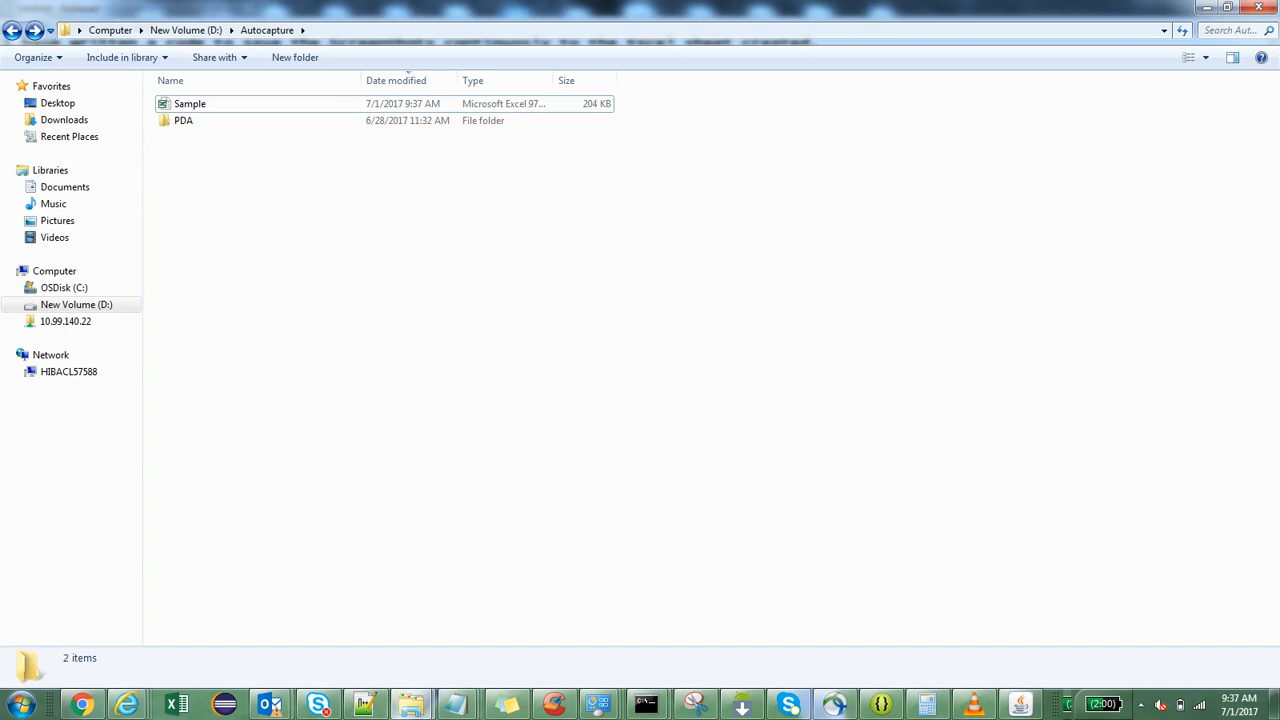 Computer New Volume (D:) Autocapture Search Aut...
Organize Include in library Share with New folder
Name Date modified Type Size
Favorites
Desktop
Downloads
Recent Places
Libraries
Documents
Music
Pictures
Videos
Computer
OSDisk (C:)
New Volume (D:)
10.99.140.22
Network
HIBACL57588
Sample 7/1/2017 9:37 AM Microsoft Excel 97... 204 KB
PDA 6/28/2017 11:32 AM File folder
2 items
(2:00) 9:37 AM
7/1/2017